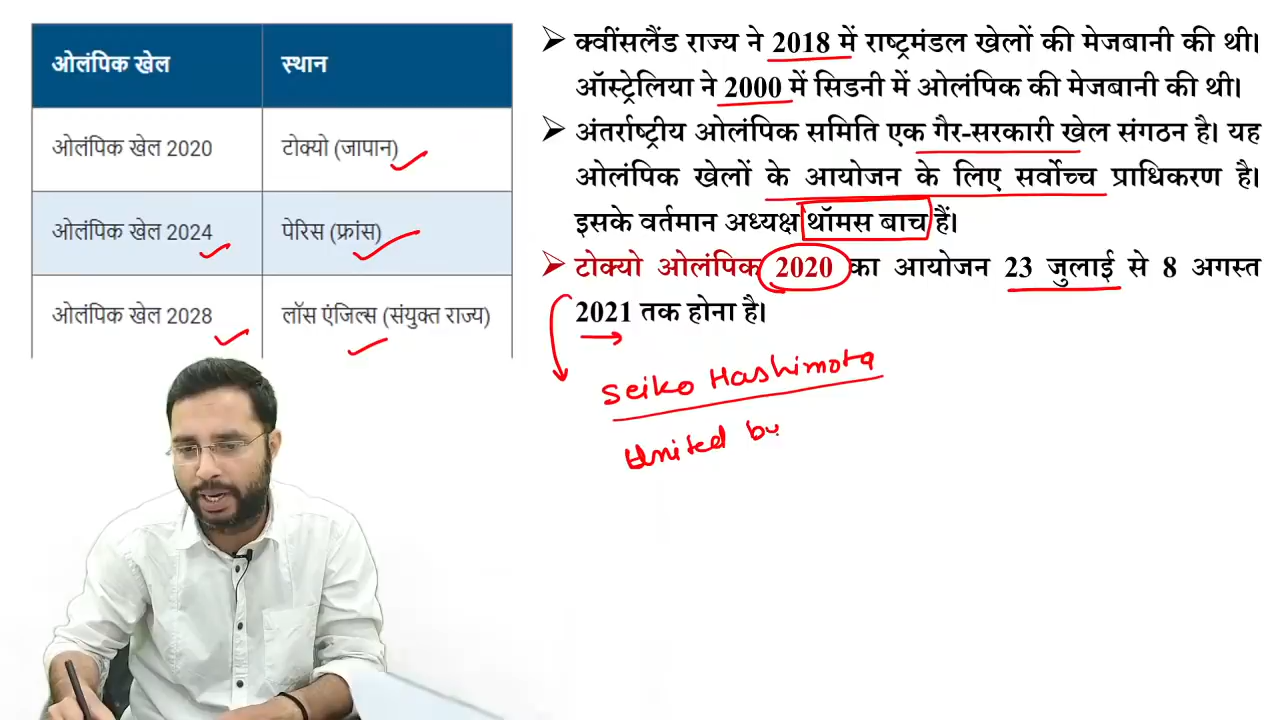 ओलंपिक खेल स्थान
ओलंपिक खेल 2020 टोक्यो (जापान)
ओलंपिक खेल 2024 पेरिस (फ्रांस)
ओलंपिक खेल 2028 लॉस एंजिल्स (संयुक्त राज्य)
➢ क्वींसलैंड राज्य ने 2018 में राष्ट्रमंडल खेलों की मेजबानी की थी।
ऑस्ट्रेलिया ने 2000 में सिडनी में ओलंपिक की मेजबानी की थी।
➢ अंतर्राष्ट्रीय ओलंपिक समिति एक गैर-सरकारी खेल संगठन है। यह
ओलंपिक खेलों के आयोजन के लिए सर्वोच्च प्राधिकरण है।
इसके वर्तमान अध्यक्ष थॉमस बाच हैं।
➢ टोक्यो ओलंपिक 2020 का आयोजन 23 जुलाई से 8 अगस्त
2021 तक होना है।
Seiko Hashimota
United by